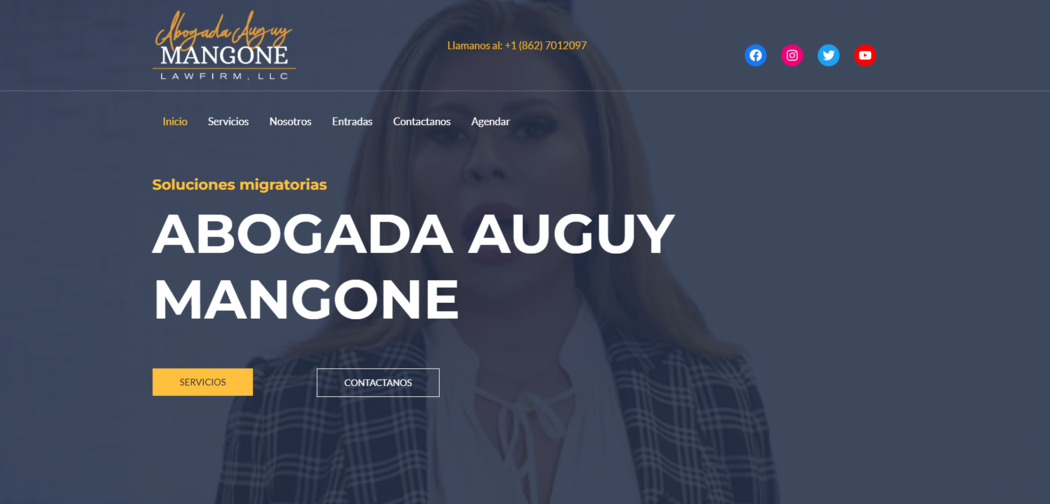 Abogada Auguy
MANGONE
LAWFIRM, LLC
Llamanos al: +1 (862) 7012097
Inicio Servicios Nosotros Entradas Contactanos Agendar
Soluciones migratorias
ABOGADA AUGUY
MANGONE
SERVICIOS CONTACTANOS